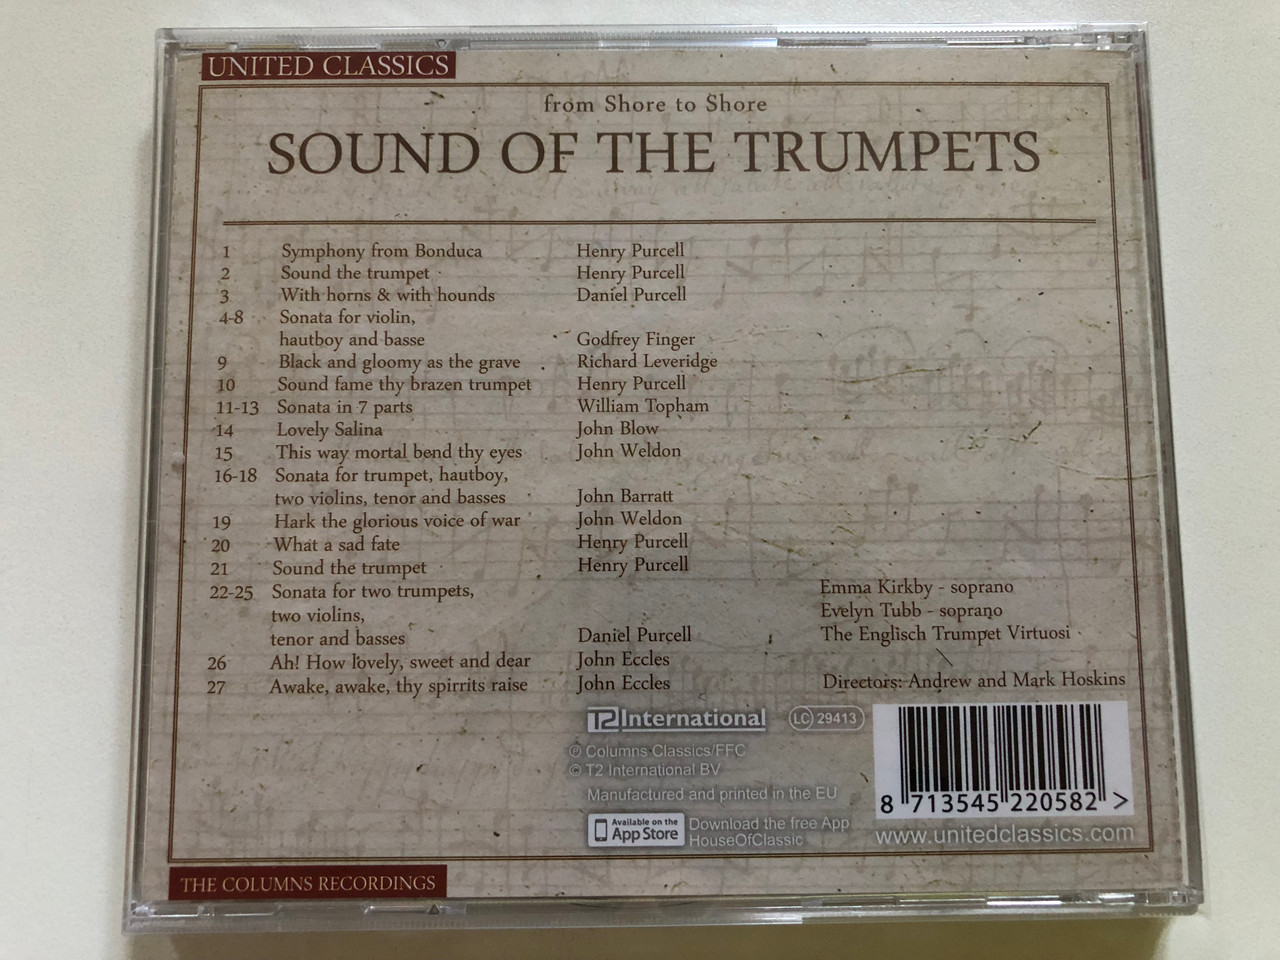 UNITED CLASSICS
from Shore to Shore
SOUND OF THE TRUMPETS
1 Symphony from Bonduca Henry Purcell
2 Sound the trumpet Henry Purcell
3 With horns & with hounds Daniel Purcell
4-8 Sonata for violin,
hautboy and basse Godfrey Finger
9 Black and gloomy as the grave Richard Leveridge
10 Sound fame thy brazen trumpet Henry Purcell
11-13 Sonata in 7 parts William Topham
14 Lovely Salina John Blow
15 This way mortal bend thy eyes John Weldon
16-18 Sonata for trumpet, hautboy,
two violins, tenor and basses John Barratt
19 Hark the glorious voice of war John Weldon
20 What a sad fate Henry Purcell
21 Sound the trumpet Henry Purcell
22-25 Sonata for two trumpets,
two violins,
tenor and basses Daniel Purcell
26 Ah! How lovely, sweet and dear John Eccles
27 Awake, awake, thy spirrits raise John Eccles
Emma Kirkby - soprano
Evelyn Tubb - soprano
The Englisch Trumpet Virtuosi
Directors: Andrew and Mark Hoskins
T2 International LC 29413
℗ Columns Classics/FFC
© T2 International BV
Manufactured and printed in the EU
Available on the
App Store
Download the free App
HouseOfClassic
8 713545 220582 >
www.unitedclassics.com
THE COLUMNS RECORDINGS